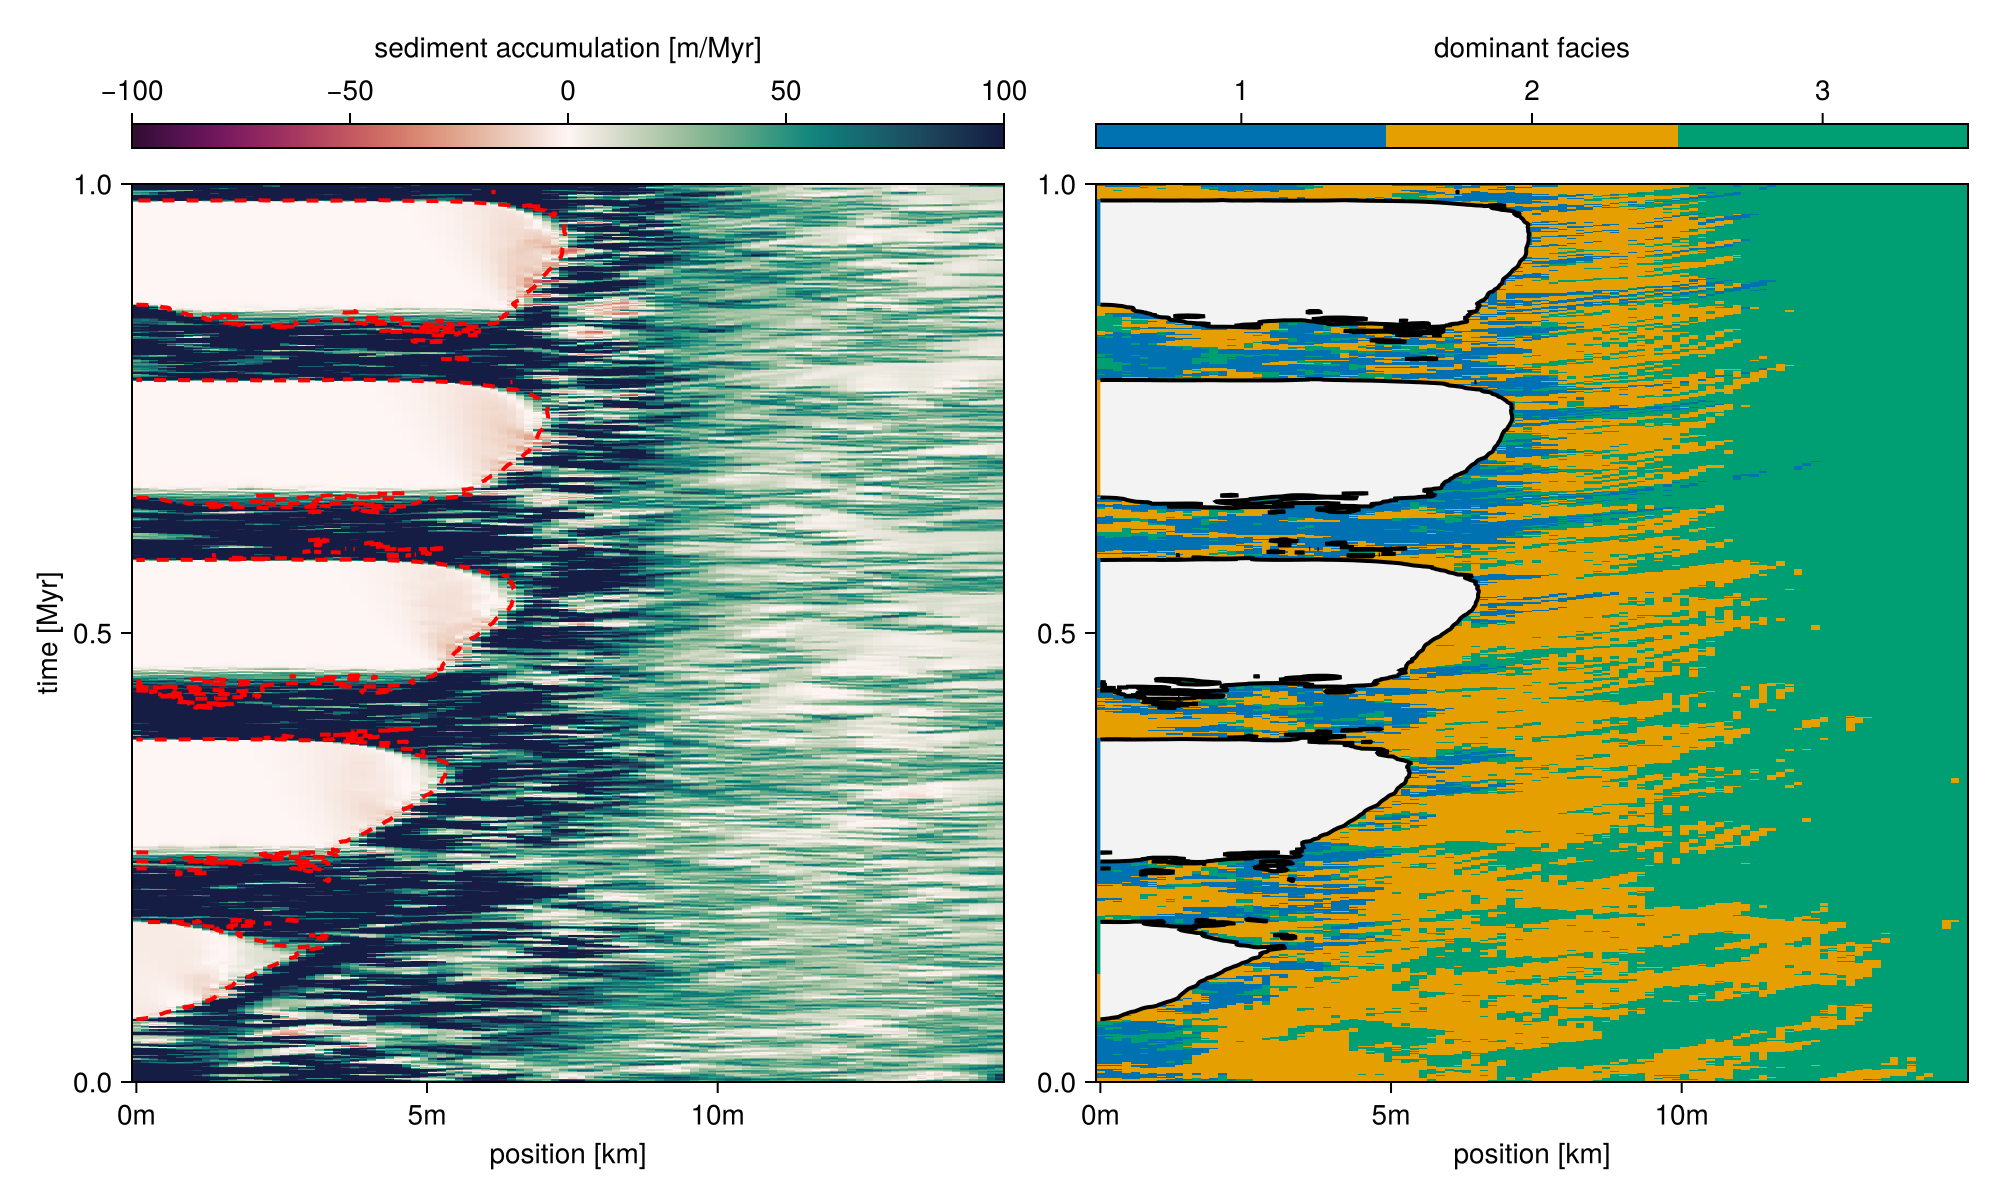 sediment accumulation [m/Myr]
−100 −50 0 50 100
dominant facies
1 2 3
1.0
0.5
0.0
time [Myr]
0m 5m 10m
position [km]
1.0
0.5
0.0
0m 5m 10m
position [km]